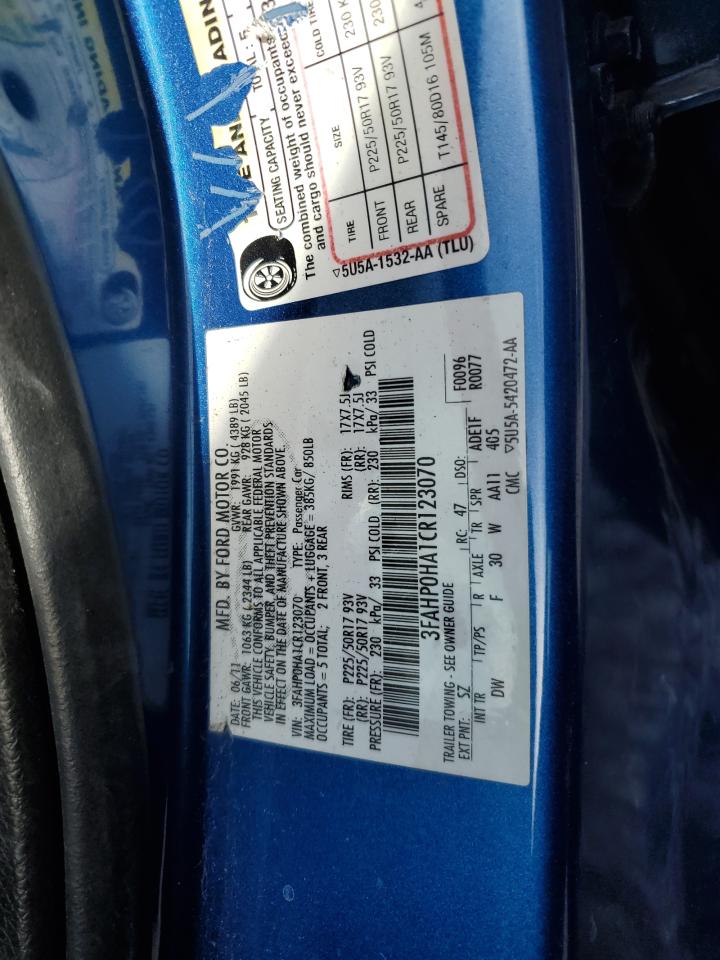 ADIN
TOTAL: 5
SEATING CAPACITY
The combined weight of occupants
and cargo should never exceed
TIRE SIZE COLD TIRE
FRONT P225/50R17 93V 230 K
REAR P225/50R17 93V 230
SPARE T145/80D16 105M 4
▽5U5A-1532-AA (TLU)
MFD. BY FORD MOTOR CO.
DATE: 06/11 GVWR: 1991 KG ( 4389 LB)
FRONT GAWR: 1063 KG ( 2344 LB) REAR GAWR: 928 KG ( 2045 LB)
THIS VEHICLE CONFORMS TO ALL APPLICABLE FEDERAL MOTOR
VEHICLE SAFETY, BUMPER, AND THEFT PREVENTION STANDARDS
IN EFFECT ON THE DATE OF MANUFACTURE SHOWN ABOVE.
VIN: 3FAHP0HA1CR123070 TYPE: Passenger Car
MAXIMUM LOAD = OCCUPANTS + LUGGAGE = 385KG/ 850LB
OCCUPANTS = 5 TOTAL; 2 FRONT, 3 REAR
TIRE (FR): P225/50R17 93V RIMS (FR): 17X7.5J
(RR): P225/50R17 93V (RR): 17X7.5J
PRESSURE (FR): 230 kPa/ 33 PSI COLD (RR): 230 kPa/ 33 PSI COLD
3FAHP0HA1CR123070
TRAILER TOWING - SEE OWNER GUIDE F0096
EXT PNT: SZ RC: 47 DSO: R0077
INT TR TP/PS R AXLE TR SPR ADE1F
DW F 30 W AA11 4G5
CMC ▽5U5A-5420472-AA